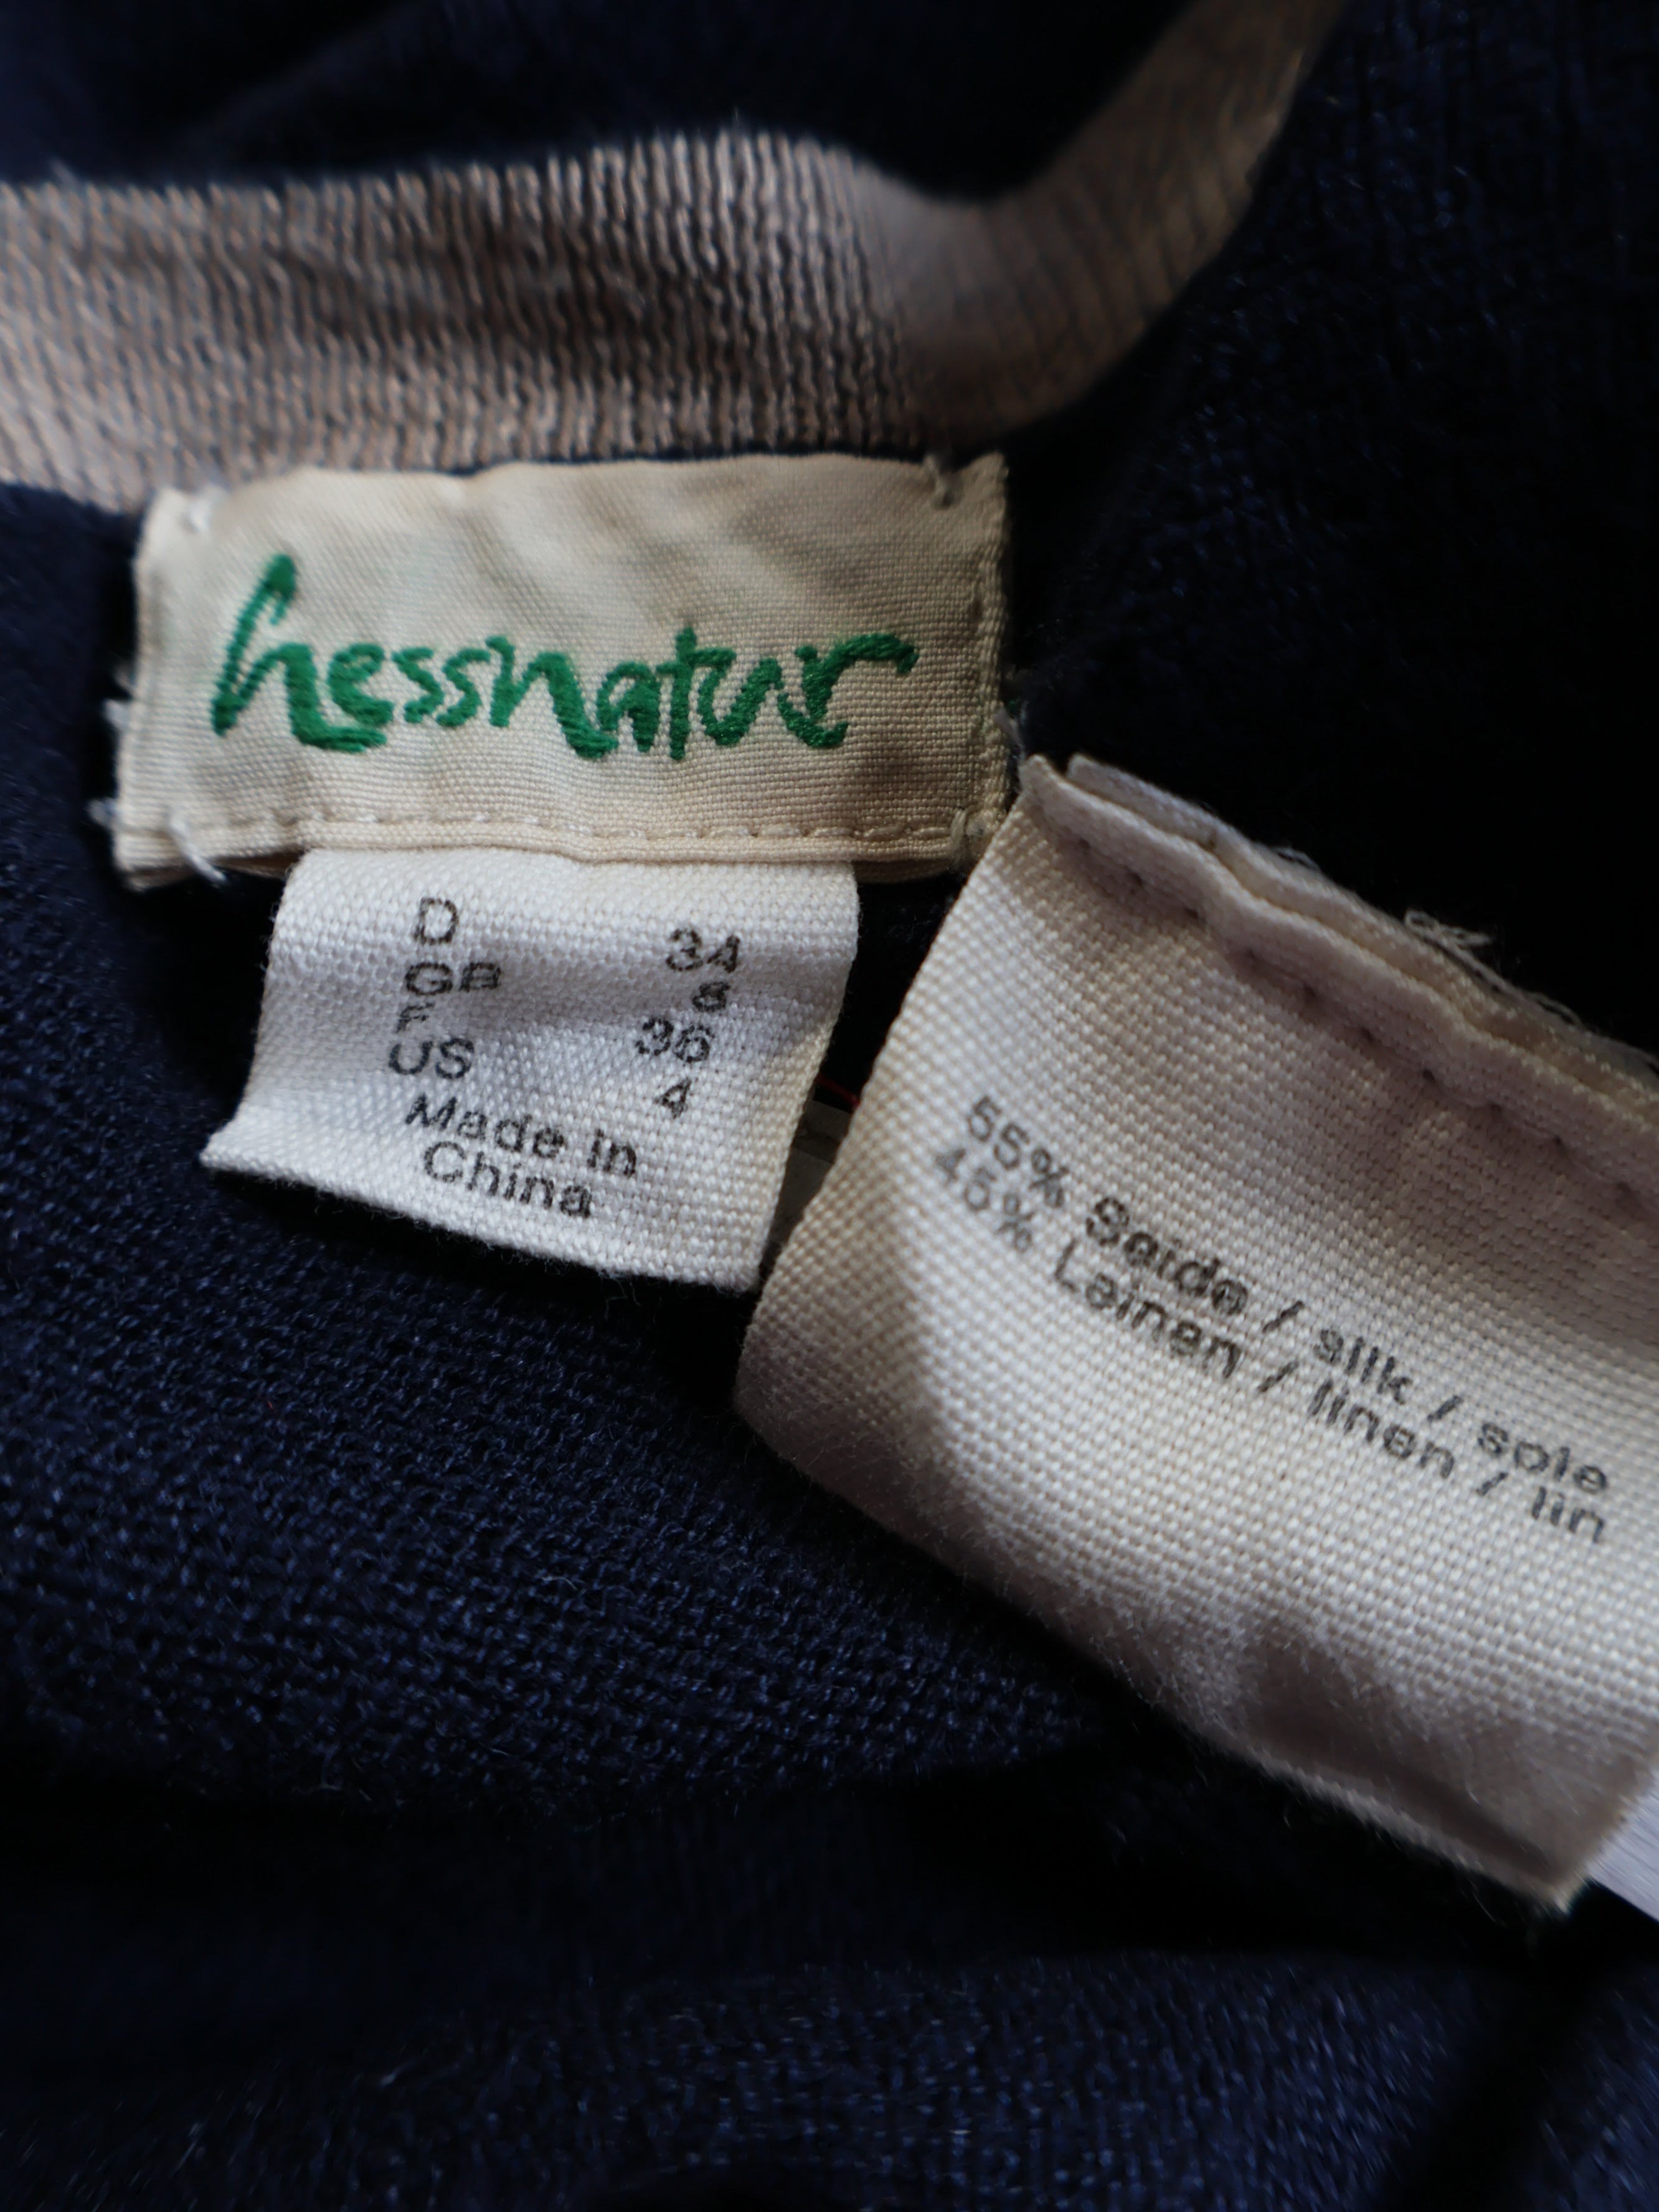 hessnatur
D 34
GB 8
F 36
US 4
Made in
China
55% Seide / silk / soie
45% Leinen / linen / lin